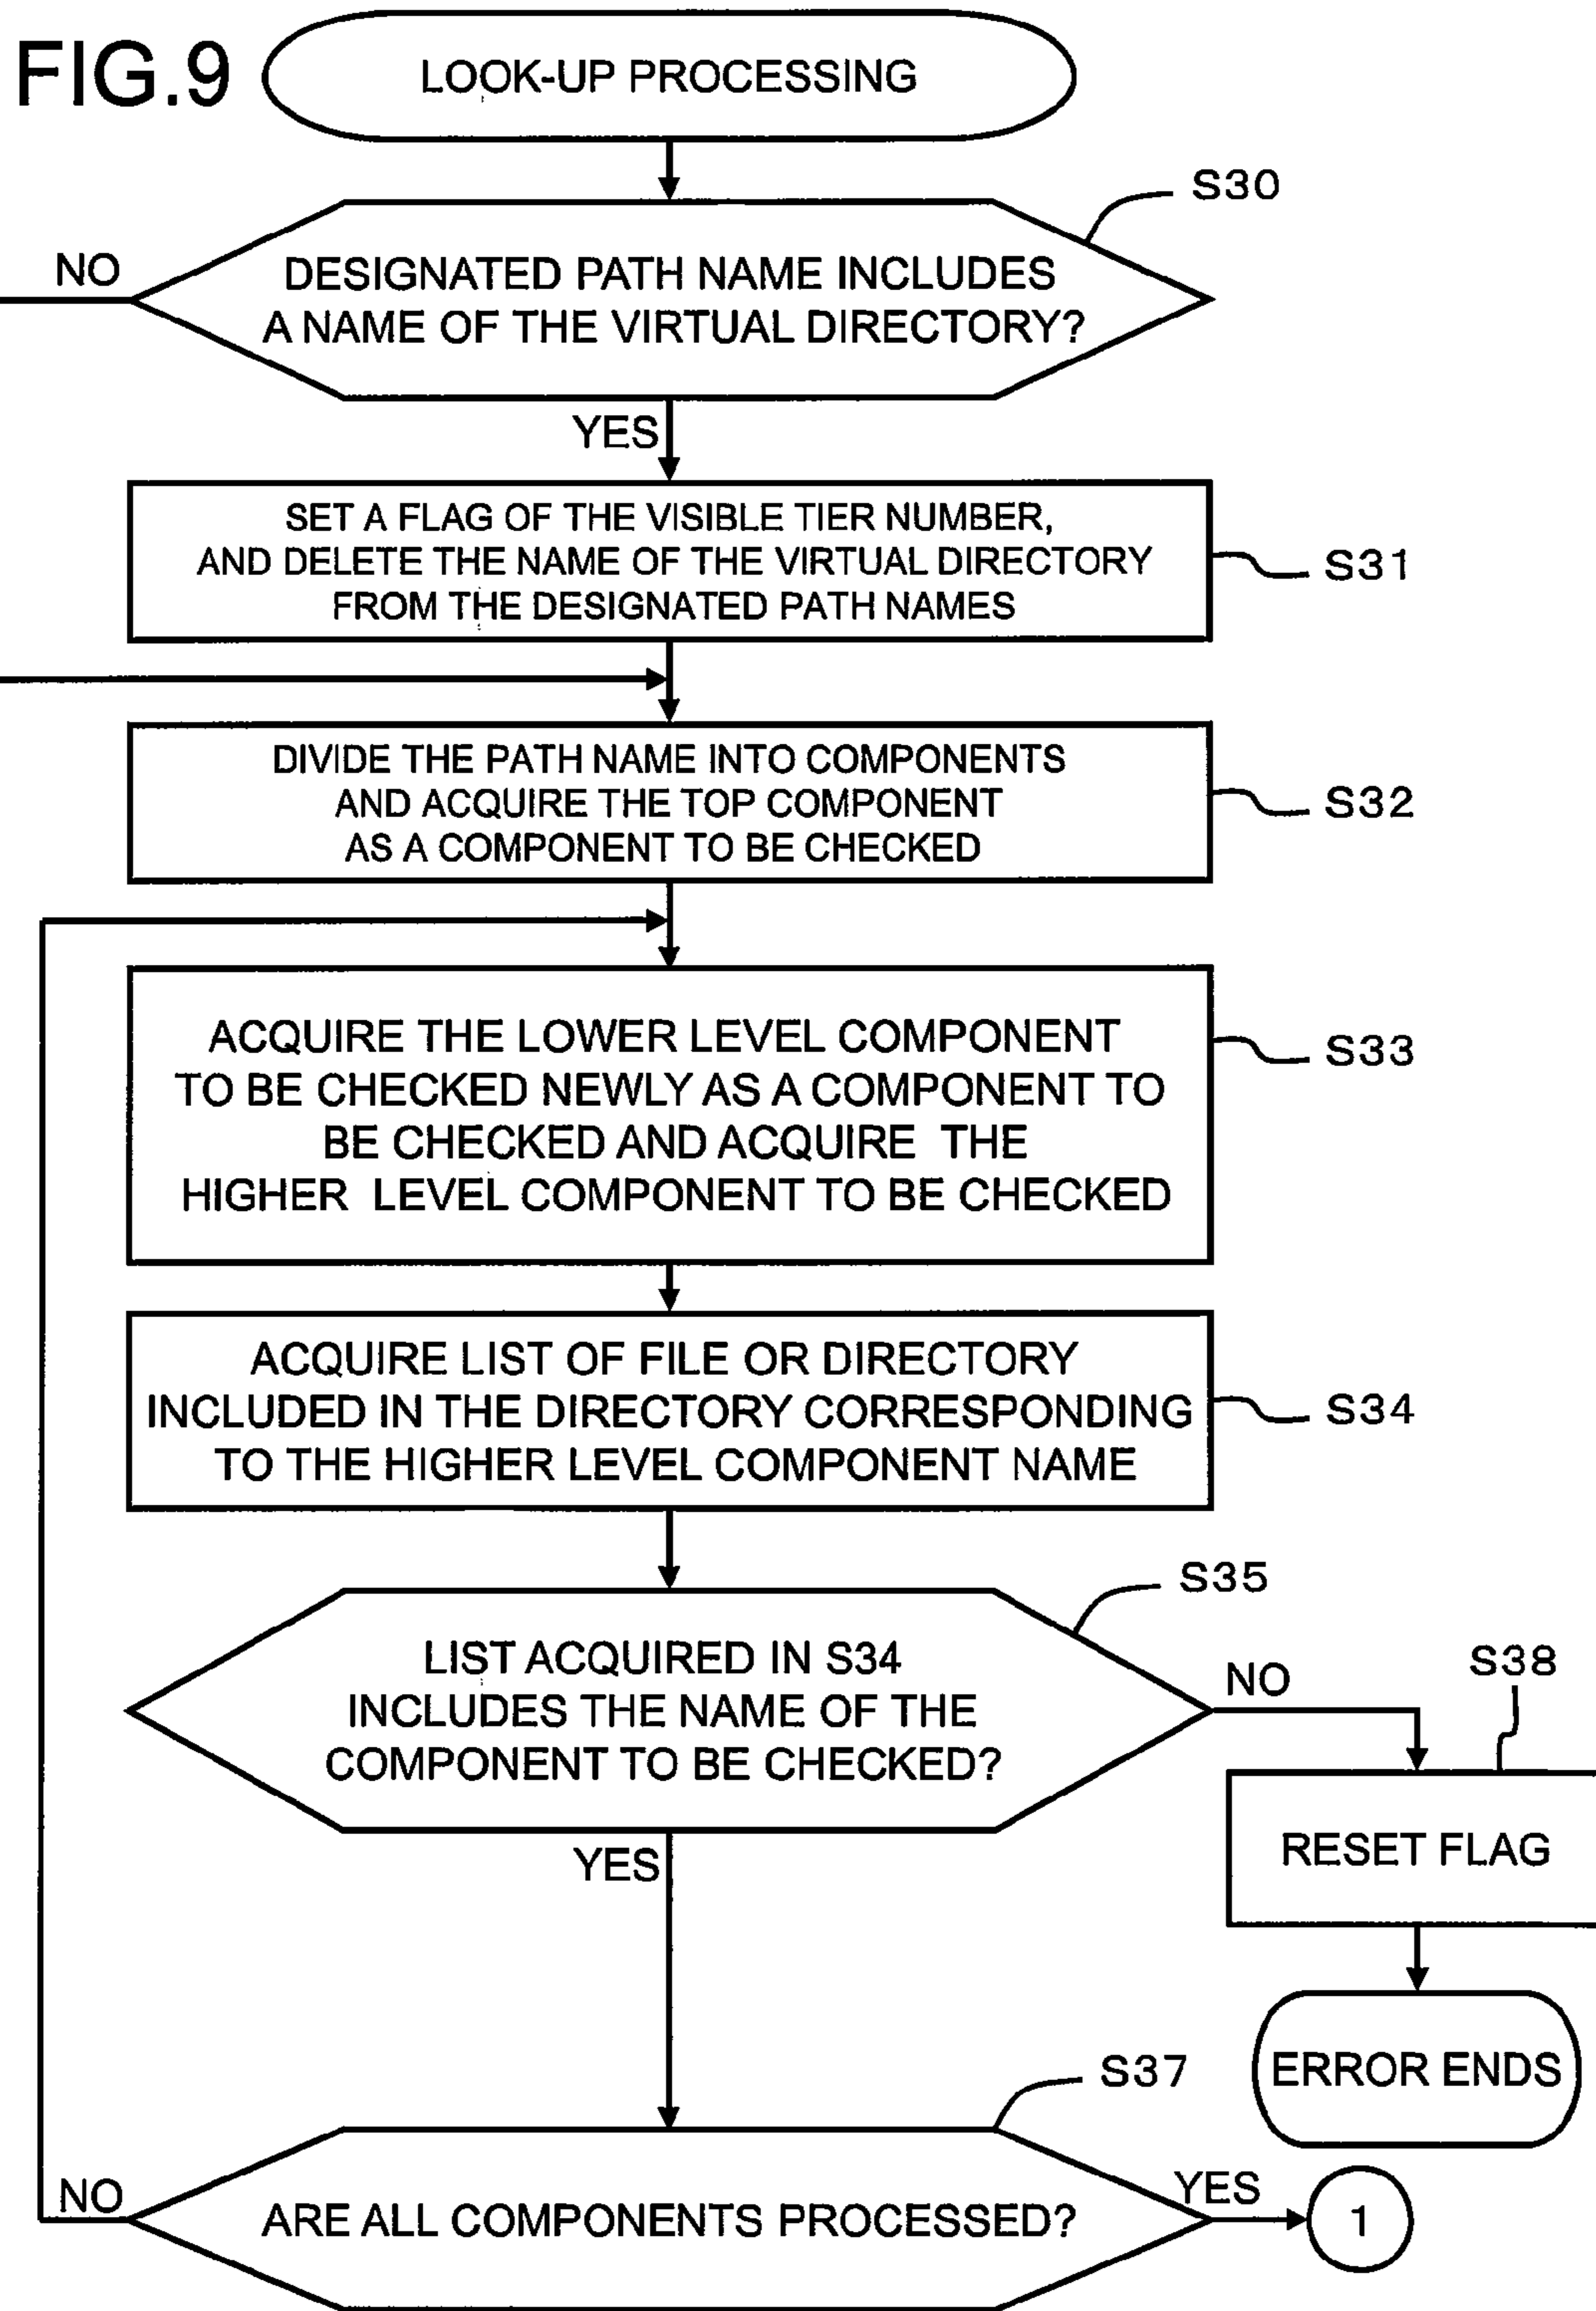 FIG.9
LOOK-UP PROCESSING
S30
NO
DESIGNATED PATH NAME INCLUDES
A NAME OF THE VIRTUAL DIRECTORY?
YES
SET A FLAG OF THE VISIBLE TIER NUMBER,
AND DELETE THE NAME OF THE VIRTUAL DIRECTORY
FROM THE DESIGNATED PATH NAMES
S31
DIVIDE THE PATH NAME INTO COMPONENTS
AND ACQUIRE THE TOP COMPONENT
AS A COMPONENT TO BE CHECKED
S32
ACQUIRE THE LOWER LEVEL COMPONENT
TO BE CHECKED NEWLY AS A COMPONENT TO
BE CHECKED AND ACQUIRE THE
HIGHER LEVEL COMPONENT TO BE CHECKED
S33
ACQUIRE LIST OF FILE OR DIRECTORY
INCLUDED IN THE DIRECTORY CORRESPONDING
TO THE HIGHER LEVEL COMPONENT NAME
S34
S35
LIST ACQUIRED IN S34
INCLUDES THE NAME OF THE
COMPONENT TO BE CHECKED?
NO
S38
YES
RESET FLAG
ERROR ENDS
S37
NO
ARE ALL COMPONENTS PROCESSED?
YES
1